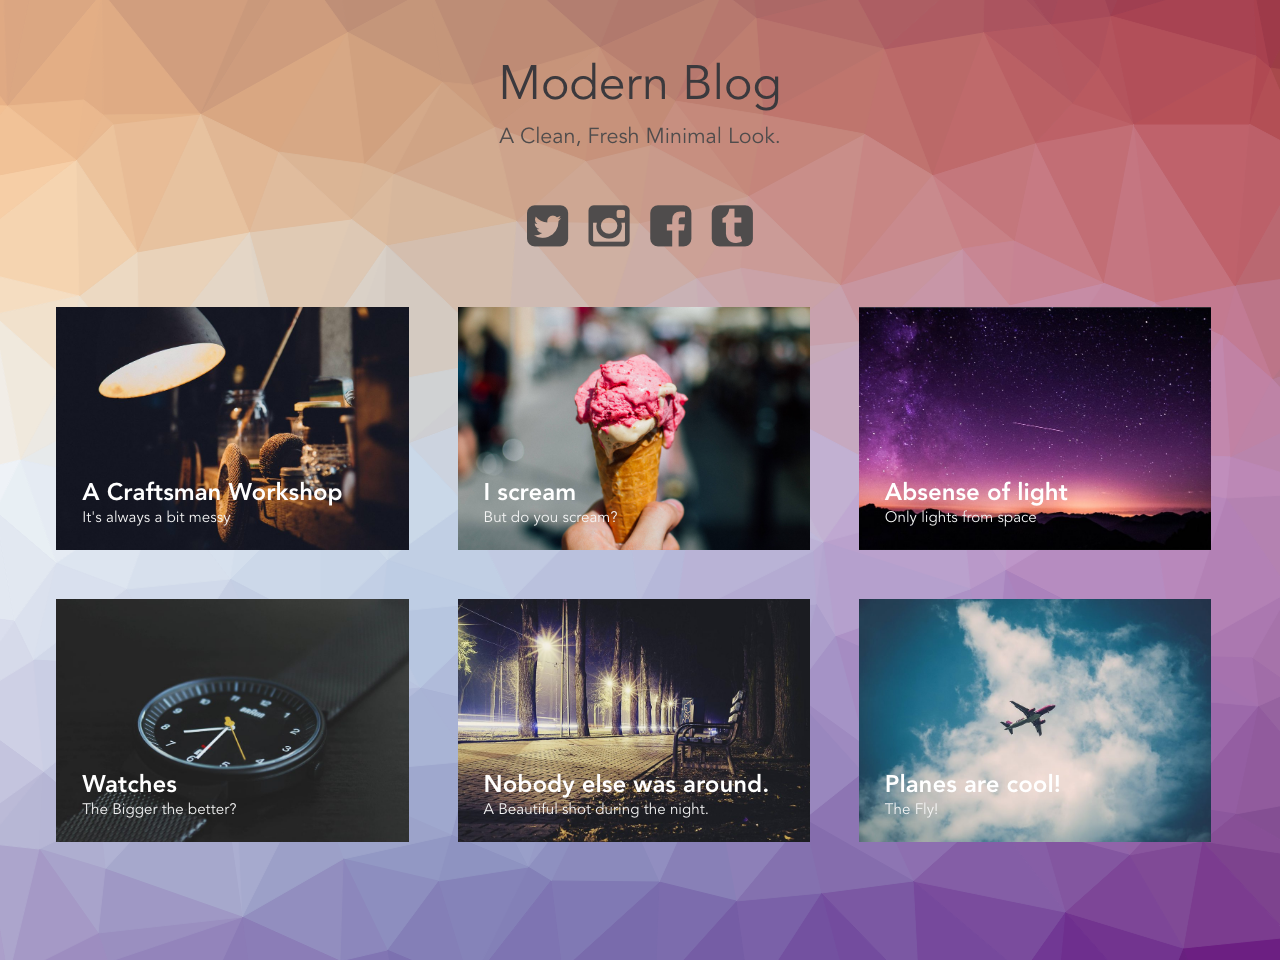 Modern Blog
A Clean, Fresh Minimal Look.
A Craftsman Workshop
It's always a bit messy
I scream
But do you scream?
Absense of light
Only lights from space
Watches
The Bigger the better?
Nobody else was around.
A Beautiful shot during the night.
Planes are cool!
The Fly!